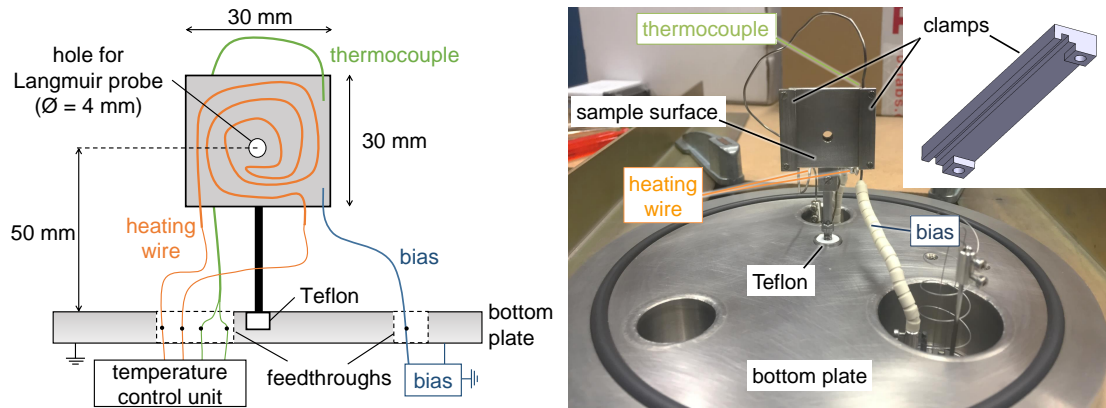 30 mm
thermocouple
hole for
Langmuir probe
(Ø = 4 mm)
30 mm
50 mm
heating
wire
bias
Teflon
bottom
plate
feedthroughs
temperature
control unit
bias
thermocouple
clamps
sample surface
heating
wire
bias
Teflon
bottom plate